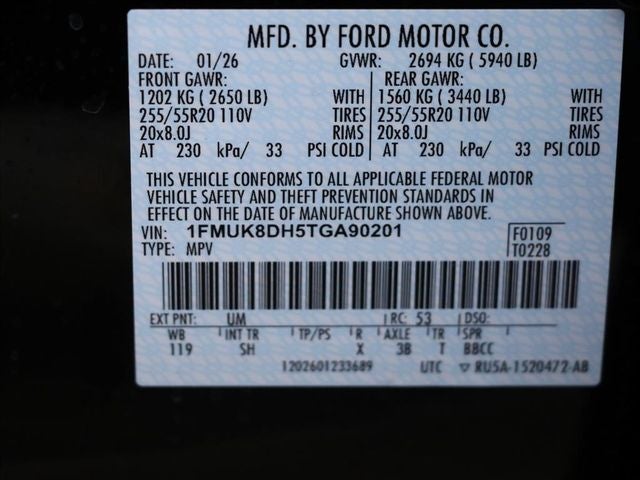 MFD. BY FORD MOTOR CO.
DATE: 01/26 GVWR: 2694 KG ( 5940 LB)
FRONT GAWR: REAR GAWR:
1202 KG ( 2650 LB) WITH 1560 KG ( 3440 LB) WITH
255/55R20 110V TIRES 255/55R20 110V TIRES
20x8.0J RIMS 20x8.0J RIMS
AT 230 kPa/ 33 PSI COLD AT 230 kPa/ 33 PSI COLD
THIS VEHICLE CONFORMS TO ALL APPLICABLE FEDERAL MOTOR
VEHICLE SAFETY AND THEFT PREVENTION STANDARDS IN
EFFECT ON THE DATE OF MANUFACTURE SHOWN ABOVE.
VIN: 1FMUK8DH5TGA90201 F0109
TYPE: MPV T0228
EXT PNT: UM RC: 53 DSO:
WB INT TR TP/PS R AXLE TR SPR
119 SH X 3B T BBCC
1202601233689 UTC ▽ RU5A-1520472-AB